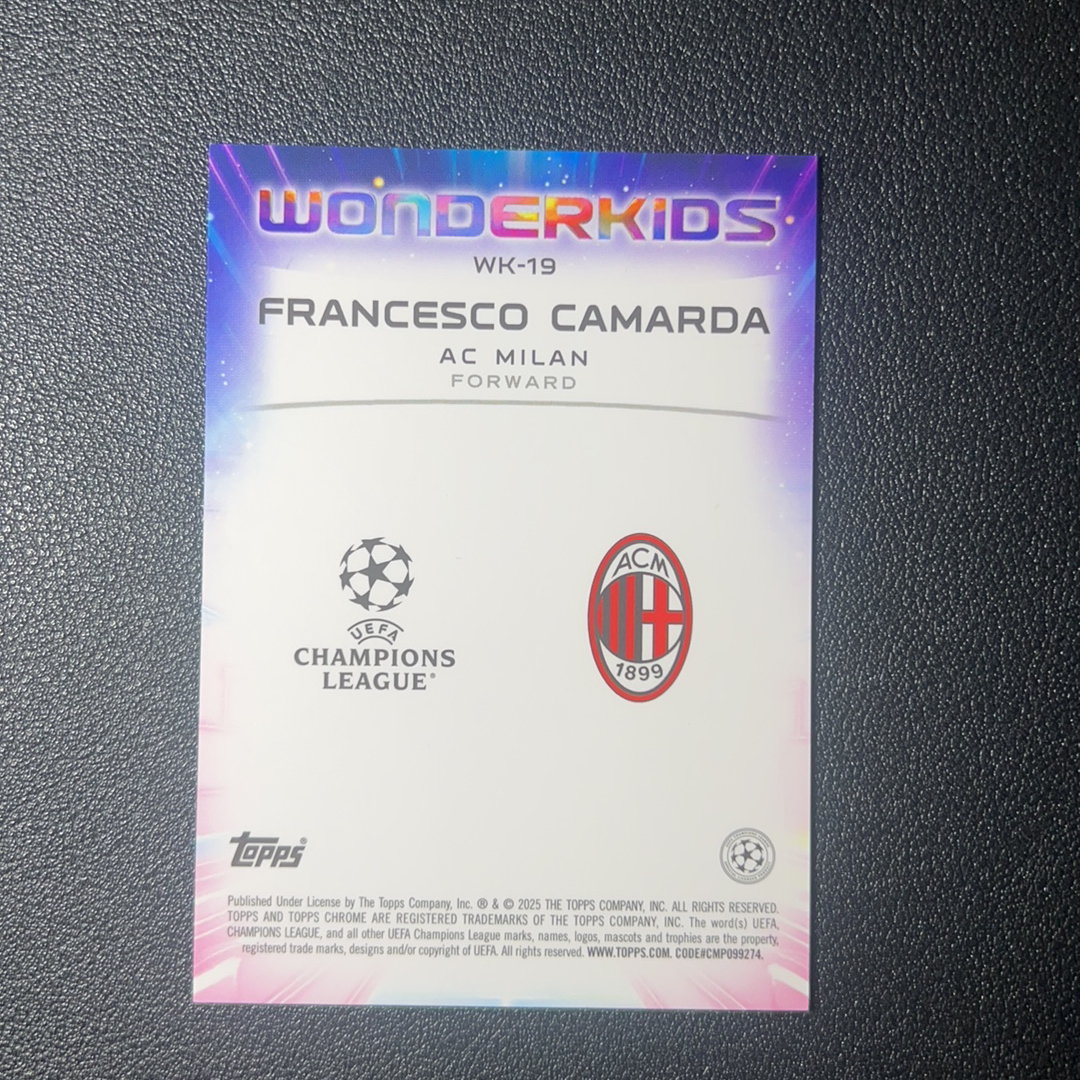 WONDERKIDS
WK-19
FRANCESCO CAMARDA
AC MILAN
FORWARD
UEFA
CHAMPIONS
LEAGUE®
ACM
1899
Topps®
Published Under License by The Topps Company, Inc. ® & © 2025 THE TOPPS COMPANY, INC. ALL RIGHTS RESERVED.
TOPPS AND TOPPS CHROME ARE REGISTERED TRADEMARKS OF THE TOPPS COMPANY, INC. The word(s) UEFA,
CHAMPIONS LEAGUE, and all other UEFA Champions League marks, names, logos, mascots and trophies are the property,
registered trade marks, designs and/or copyright of UEFA. All rights reserved. WWW.TOPPS.COM. CODE#CMP099274.